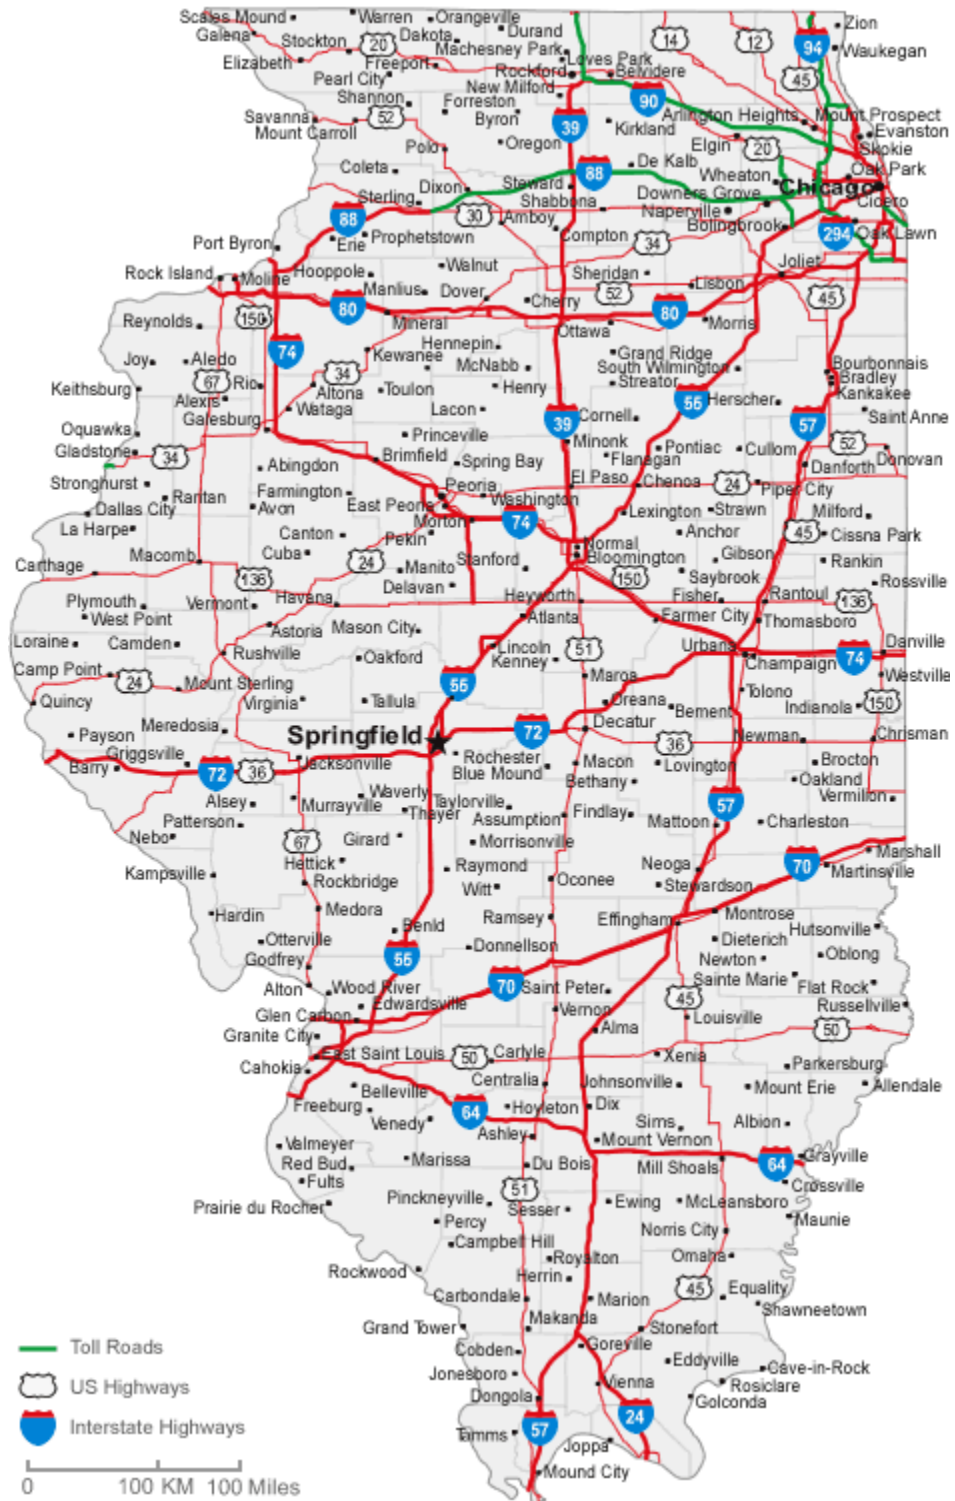 Scales Mound Warren Orangeville Zion
Galena Stockton 20 Dakota Durand 14 12 94 Waukegan
Elizabeth Freeport Machesney Park Loves Park 45
Pearl City Rockford Belvidere
Shannon New Milford 90
Savanna 52 Forreston Arlington Heights Mount Prospect
Mount Carroll Byron 39 Kirkland Evanston
Polo Oregon Elgin 20 Skokie
Coleta De Kalb Oak Park
Dixon Steward 88 Wheaton Chicago
Sterling Shabbona Downers Grove Cicero
88 30 Amboy Naperville
Port Byron Erie Prophetstown Compton 34 Bolingbrook 294 Oak Lawn
Rock Island Moline Hooppole Walnut Sheridan Joliet
Manlius Dover Cherry 52 Lisbon 45
Reynolds 150 80 Mineral Ottawa 80 Morris
74 Hennepin
Joy Aledo Kewanee McNabb Grand Ridge Bourbonnais
Keithsburg 67 Rio 34 South Wilmington Bradley
Alexis Altona Toulon Henry Streator Kankakee
Galesburg Wataga Lacon 39 Cornell 55 Herscher Saint Anne
Oquawka Princeville Minonk 57
Gladstone 34 Brimfield Flanagan Pontiac Cullom 52 Donovan
Abingdon Spring Bay Danforth
Stronghurst Farmington Peoria El Paso Chenoa 24 Piper City
Raritan East Peoria Washington
Dallas City Avon Morton 74 Lexington Strawn Milford
La Harpe Canton Pekin Normal Anchor 45 Cissna Park
Macomb Cuba 24 Stanford Bloomington Gibson
Carthage 136 Manito 150 Saybrook Rankin
Delavan Rossville
Plymouth Vermont Havana Heyworth Fisher Rantoul 136
West Point Atlanta Farmer City Thomasboro
Loraine Camden Astoria Mason City Lincoln 51 Urbana Danville
Rushville Oakford Kenney Champaign 74
Camp Point 24 Mount Sterling 55 Maroa Westville
Quincy Virginia Tallula Oreana Tolono Indianola 150
Meredosia Decatur Bement
Payson Springfield 72 36 Newman Chrisman
Griggsville Jacksonville Rochester Macon Lovington Brocton
Barry 72 36 Blue Mound Bethany Oakland
Alsey Murrayville Waverly Taylorville 57 Vermilion
Patterson Thayer Assumption Findlay Mattoon Charleston
Nebo 67 Girard Morrisonville
Hettick Raymond Neoga 70 Marshall
Kampsville Rockbridge Witt Oconee Stewardson Martinsville
Hardin Medora Ramsey Effingham Montrose
Benld Hutsonville
Otterville Donnellson Dieterich
Godfrey 55 Newton Oblong
Alton Wood River 70 Saint Peter Sainte Marie Flat Rock
Edwardsville 45 Russellville
Glen Carbon Vernon Louisville
Granite City Alma 50
East Saint Louis 50 Carlyle Xenia
Cahokia Parkersburg
Belleville Centralia Johnsonville Mount Erie Allendale
Freeburg 64 Hoyleton Dix
Venedy Ashley Sims Albion
Valmeyer Mount Vernon
Red Bud Marissa Du Bois Mill Shoals 64 Grayville
Fults Crossville
Prairie du Rocher Pinckneyville 51 Ewing McLeansboro
Percy Sesser Norris City Maunie
Campbell Hill Royalton Omaha
Rockwood Herrin
Carbondale Marion 45 Equality
Makanda Shawneetown
Grand Tower Stonefort
Cobden Goreville Eddyville Cave-in-Rock
Jonesboro Vienna Rosiclare
Dongola Golconda
Tamms 57 24
Joppa
Mound City
Toll Roads
US Highways
Interstate Highways
0 100 KM 100 Miles